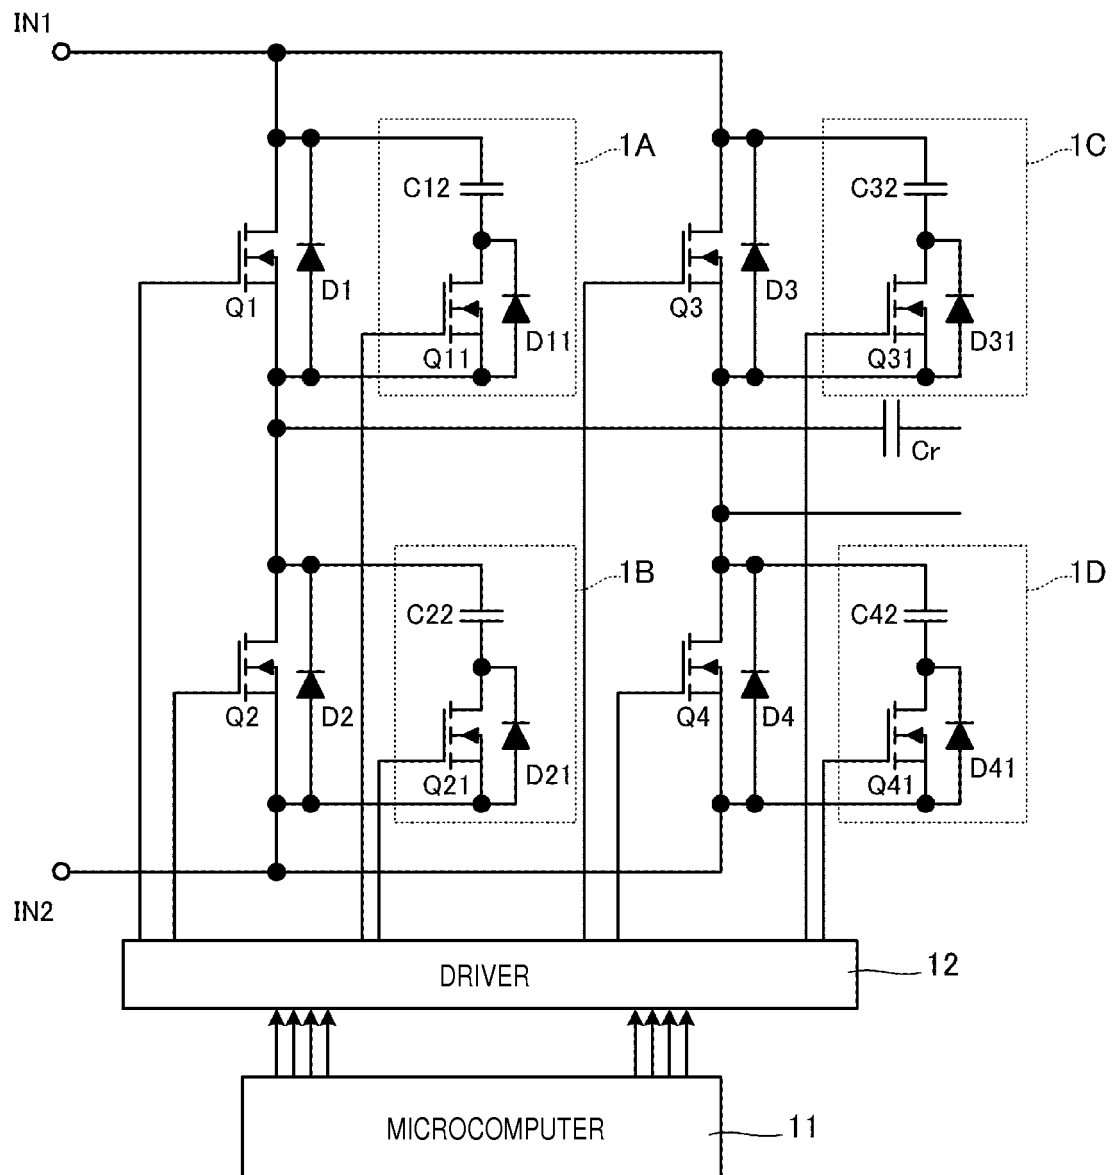 IN1
1A
1C
C12
C32
Q1
D1
Q11
D11
Q3
D3
Q31
D31
Cr
1B
1D
C22
C42
Q2
D2
Q21
D21
Q4
D4
Q41
D41
IN2
DRIVER
12
MICROCOMPUTER
11